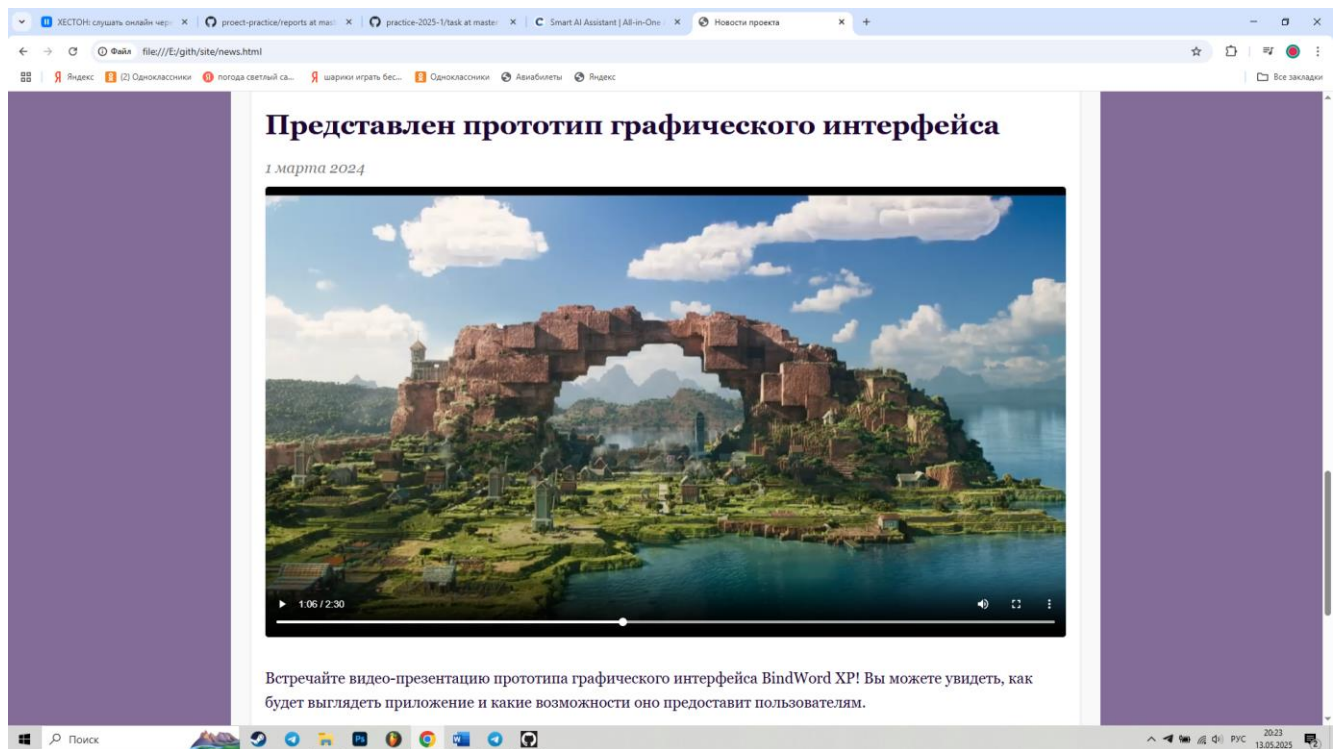 ХЕСТОН: слушать онлайн чер
proect-practice/reports at mast
practice-2025-1/task at master
Smart AI Assistant | All-in-One
Новости проекта
Файл file:///E:/gith/site/news.html
Яндекс
(2) Одноклассники
погода светлый са...
шарики играть бес...
Одноклассники
Авиабилеты
Яндекс
Все закладки
Представлен прототип графического интерфейса
1 марта 2024
1:06 / 2:30
Встречайте видео-презентацию прототипа графического интерфейса BindWord XP! Вы можете увидеть, как
будет выглядеть приложение и какие возможности оно предоставит пользователям.
Поиск
Ps
РУС
20:23
13.05.2025